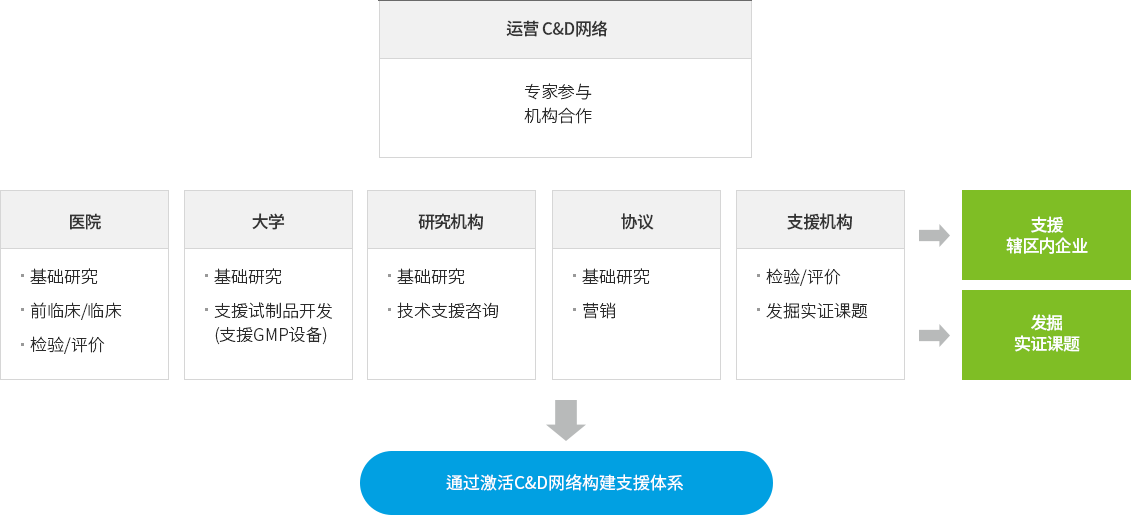 运营 C&D网络
专家参与
机构合作
医院
基础研究
前临床/临床
检验/评价
大学
基础研究
支援试制品开发
(支援GMP设备)
研究机构
基础研究
技术支援咨询
协议
基础研究
营销
支援机构
检验/评价
发掘实证课题
支援
辖区内企业
发掘
实证课题
通过激活C&D网络构建支援体系